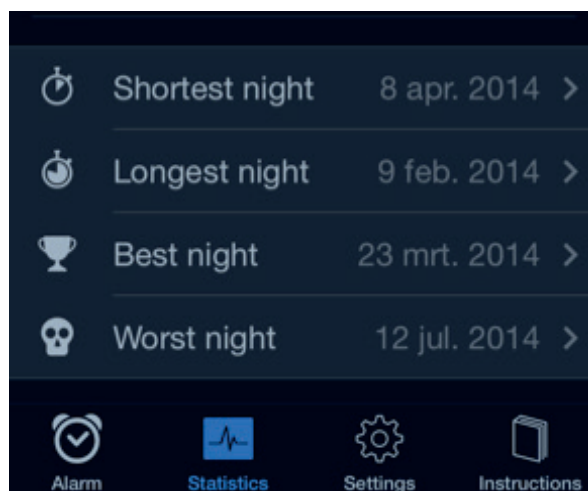 Shortest night 8 apr. 2014
Longest night 9 feb. 2014
Best night 23 mrt. 2014
Worst night 12 jul. 2014
Alarm Statistics Settings Instructions